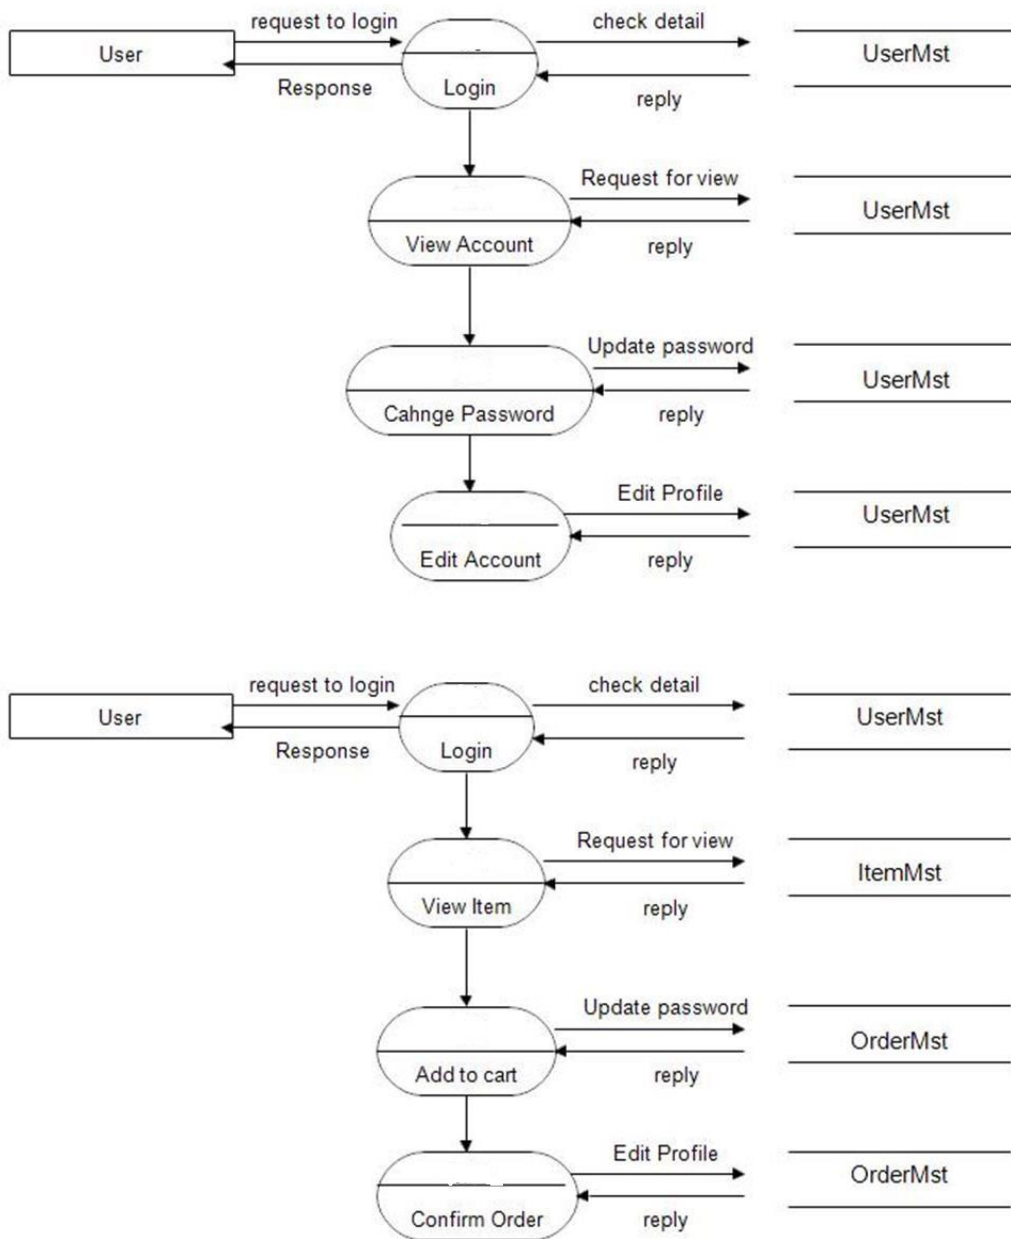 request to login
check detail
User
UserMst
Response
Login
reply
Request for view
UserMst
View Account
reply
Update password
UserMst
Cahnge Password
reply
Edit Profile
UserMst
Edit Account
reply
request to login
check detail
User
UserMst
Response
Login
reply
Request for view
ItemMst
View Item
reply
Update password
OrderMst
Add to cart
reply
Edit Profile
OrderMst
Confirm Order
reply